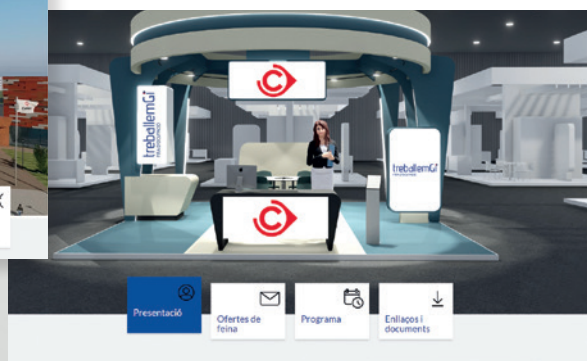 treballemGi
treballemGi
Presentació
Ofertes de
feina
Programa
Enllaços i
documents